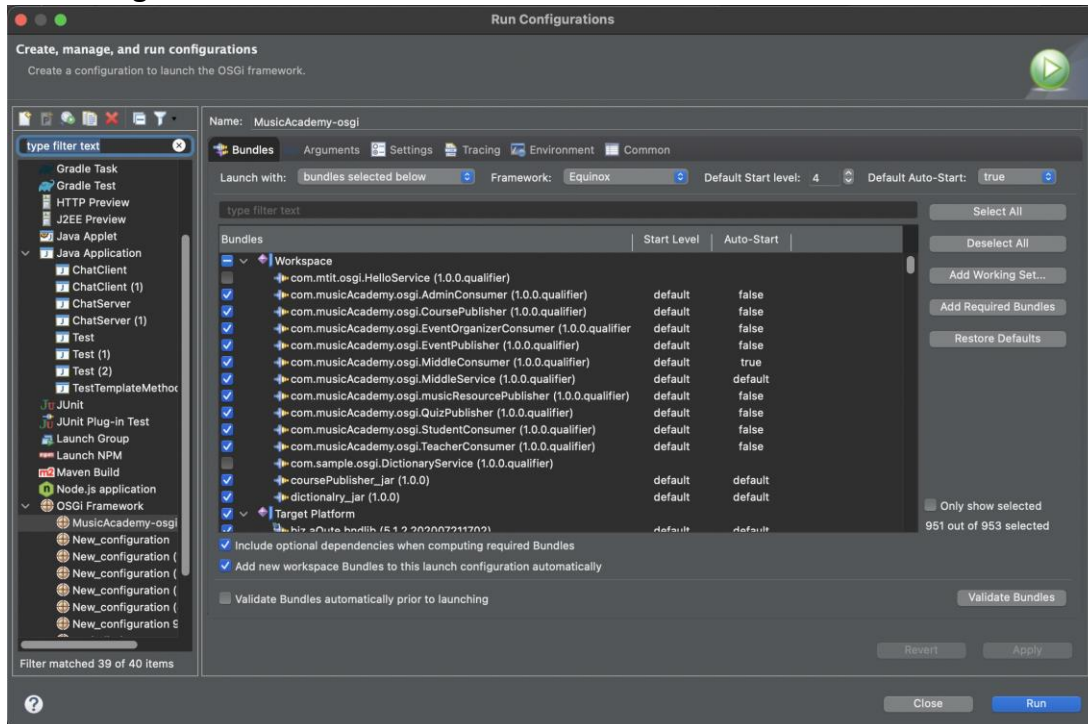 Run Configurations
Create, manage, and run configurations
Create a configuration to launch the OSGi framework.
type filter text
Gradle Task
Gradle Test
HTTP Preview
J2EE Preview
Java Applet
Java Application
ChatClient
ChatClient (1)
ChatServer
ChatServer (1)
Test
Test (1)
Test (2)
TestTemplateMethod
JUnit
JUnit Plug-in Test
Launch Group
Launch NPM
Maven Build
Node.js application
OSGi Framework
MusicAcademy-osgi
New_configuration
New_configuration (
New_configuration (
New_configuration (
New_configuration (
New_configuration 9
Filter matched 39 of 40 items
Name: MusicAcademy-osgi
Bundles Arguments Settings Tracing Environment Common
Launch with: bundles selected below Framework: Equinox Default Start level: 4 Default Auto-Start: true
type filter text
Bundles Start Level Auto-Start
Workspace
com.mtit.osgi.HelloService (1.0.0.qualifier)
com.musicAcademy.osgi.AdminConsumer (1.0.0.qualifier) default false
com.musicAcademy.osgi.CoursePublisher (1.0.0.qualifier) default false
com.musicAcademy.osgi.EventOrganizerConsumer (1.0.0.qualifier default false
com.musicAcademy.osgi.EventPublisher (1.0.0.qualifier) default false
com.musicAcademy.osgi.MiddleConsumer (1.0.0.qualifier) default true
com.musicAcademy.osgi.MiddleService (1.0.0.qualifier) default default
com.musicAcademy.osgi.musicResourcePublisher (1.0.0.qualifier) default false
com.musicAcademy.osgi.QuizPublisher (1.0.0.qualifier) default false
com.musicAcademy.osgi.StudentConsumer (1.0.0.qualifier) default false
com.musicAcademy.osgi.TeacherConsumer (1.0.0.qualifier) default false
com.sample.osgi.DictionaryService (1.0.0.qualifier)
coursePublisher_jar (1.0.0) default default
dictionalry_jar (1.0.0) default default
Target Platform
biz.aQute.bndlib (5.1.2.202007211702)
Select All
Deselect All
Add Working Set...
Add Required Bundles
Restore Defaults
Only show selected
951 out of 953 selected
Include optional dependencies when computing required Bundles
Add new workspace Bundles to this launch configuration automatically
Validate Bundles automatically prior to launching
Validate Bundles
Revert Apply
Close Run